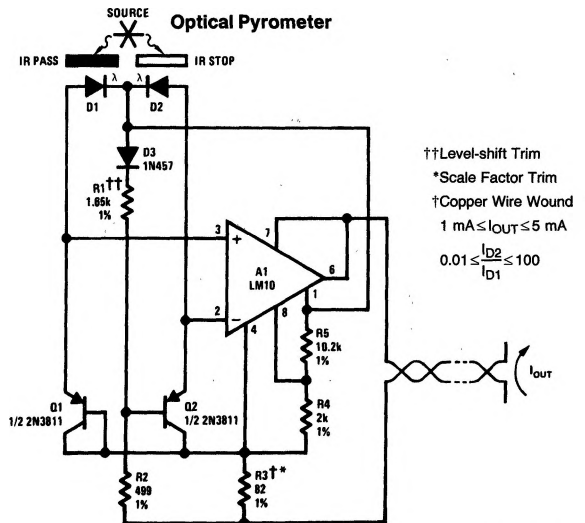 Optical Pyrometer
SOURCE
IR PASS
IR STOP
λ
λ
D1
D2
D3
1N457
R1††
1.85k
1%
††Level-shift Trim
*Scale Factor Trim
†Copper Wire Wound
1 mA≤IOUT≤5 mA
0.01≤ID2/ID1≤100
3
+
7
A1
LM10
6
1
2
−
4
8
R5
10.2k
1%
IOUT
Q1
1/2 2N3811
Q2
1/2 2N3811
R4
2k
1%
R2
499
1%
R3†*
82
1%